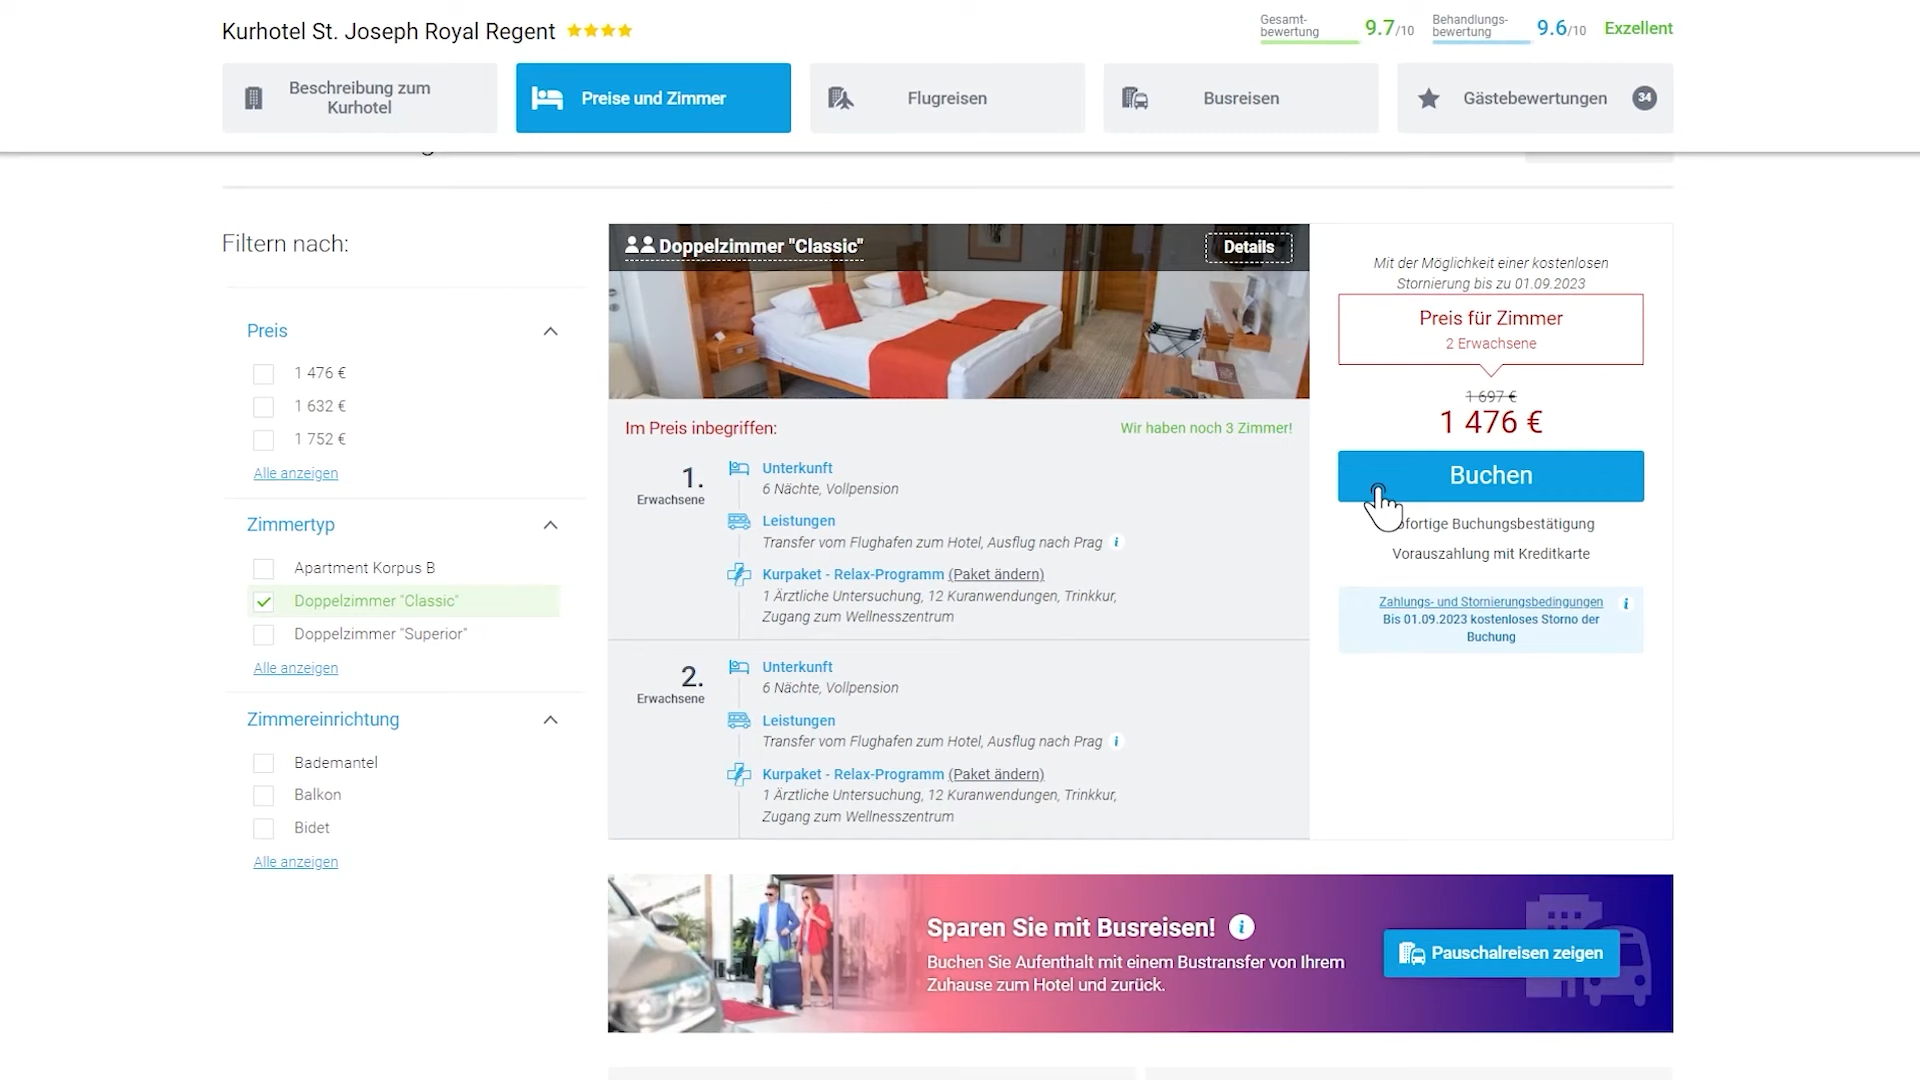 Kurhotel St. Joseph Royal Regent
Gesamt-
bewertung
9.7/10
Behandlungs-
bewertung
9.6/10
Exzellent
Beschreibung zum
Kurhotel
Preise und Zimmer
Flugreisen
Busreisen
Gästebewertungen
34
Filtern nach:
Preis
1 476 €
1 632 €
1 752 €
Alle anzeigen
Zimmertyp
Apartment Korpus B
Doppelzimmer "Classic"
Doppelzimmer "Superior"
Alle anzeigen
Zimmereinrichtung
Bademantel
Balkon
Bidet
Alle anzeigen
Doppelzimmer "Classic"
Details
Im Preis inbegriffen:
Wir haben noch 3 Zimmer!
1.
Erwachsene
Unterkunft
6 Nächte, Vollpension
Leistungen
Transfer vom Flughafen zum Hotel, Ausflug nach Prag i
Kurpaket - Relax-Programm (Paket ändern)
1 Ärztliche Untersuchung, 12 Kuranwendungen, Trinkkur,
Zugang zum Wellnesszentrum
2.
Erwachsene
Unterkunft
6 Nächte, Vollpension
Leistungen
Transfer vom Flughafen zum Hotel, Ausflug nach Prag i
Kurpaket - Relax-Programm (Paket ändern)
1 Ärztliche Untersuchung, 12 Kuranwendungen, Trinkkur,
Zugang zum Wellnesszentrum
Mit der Möglichkeit einer kostenlosen
Stornierung bis zu 01.09.2023
Preis für Zimmer
2 Erwachsene
1 697 €
1 476 €
Buchen
ofortige Buchungsbestätigung
Vorauszahlung mit Kreditkarte
Zahlungs- und Stornierungsbedingungen i
Bis 01.09.2023 kostenloses Storno der
Buchung
Sparen Sie mit Busreisen! i
Buchen Sie Aufenthalt mit einem Bustransfer von Ihrem
Zuhause zum Hotel und zurück.
Pauschalreisen zeigen